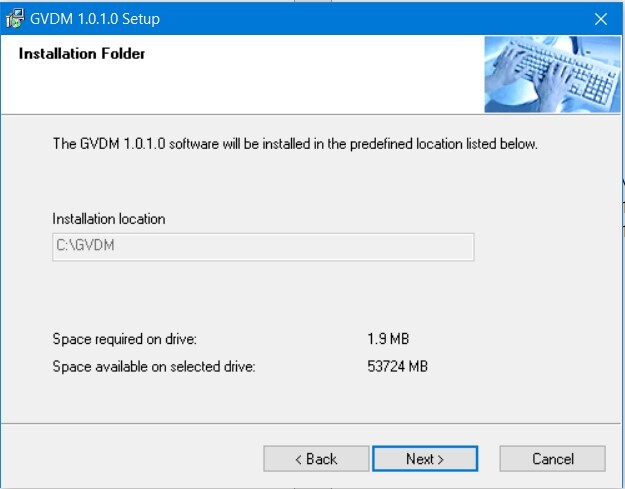 GVDM 1.0.1.0 Setup
Installation Folder
The GVDM 1.0.1.0 software will be installed in the predefined location listed below.
Installation location
C:\GVDM
Space required on drive: 1.9 MB
Space available on selected drive: 53724 MB
< Back Next > Cancel